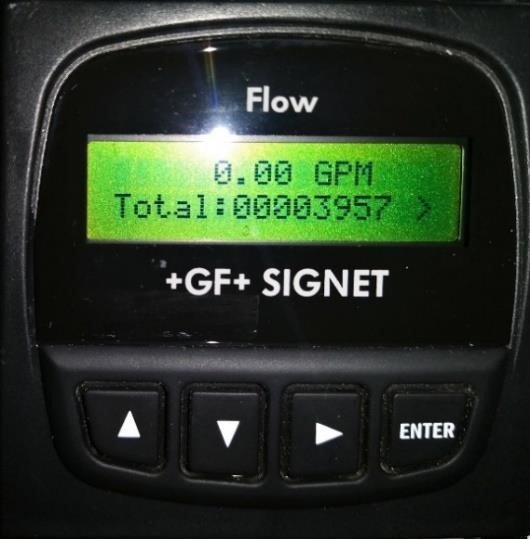 Flow
0.00 GPM
Total:00003957 >
+GF+ SIGNET
▲ ▼ ► ENTER